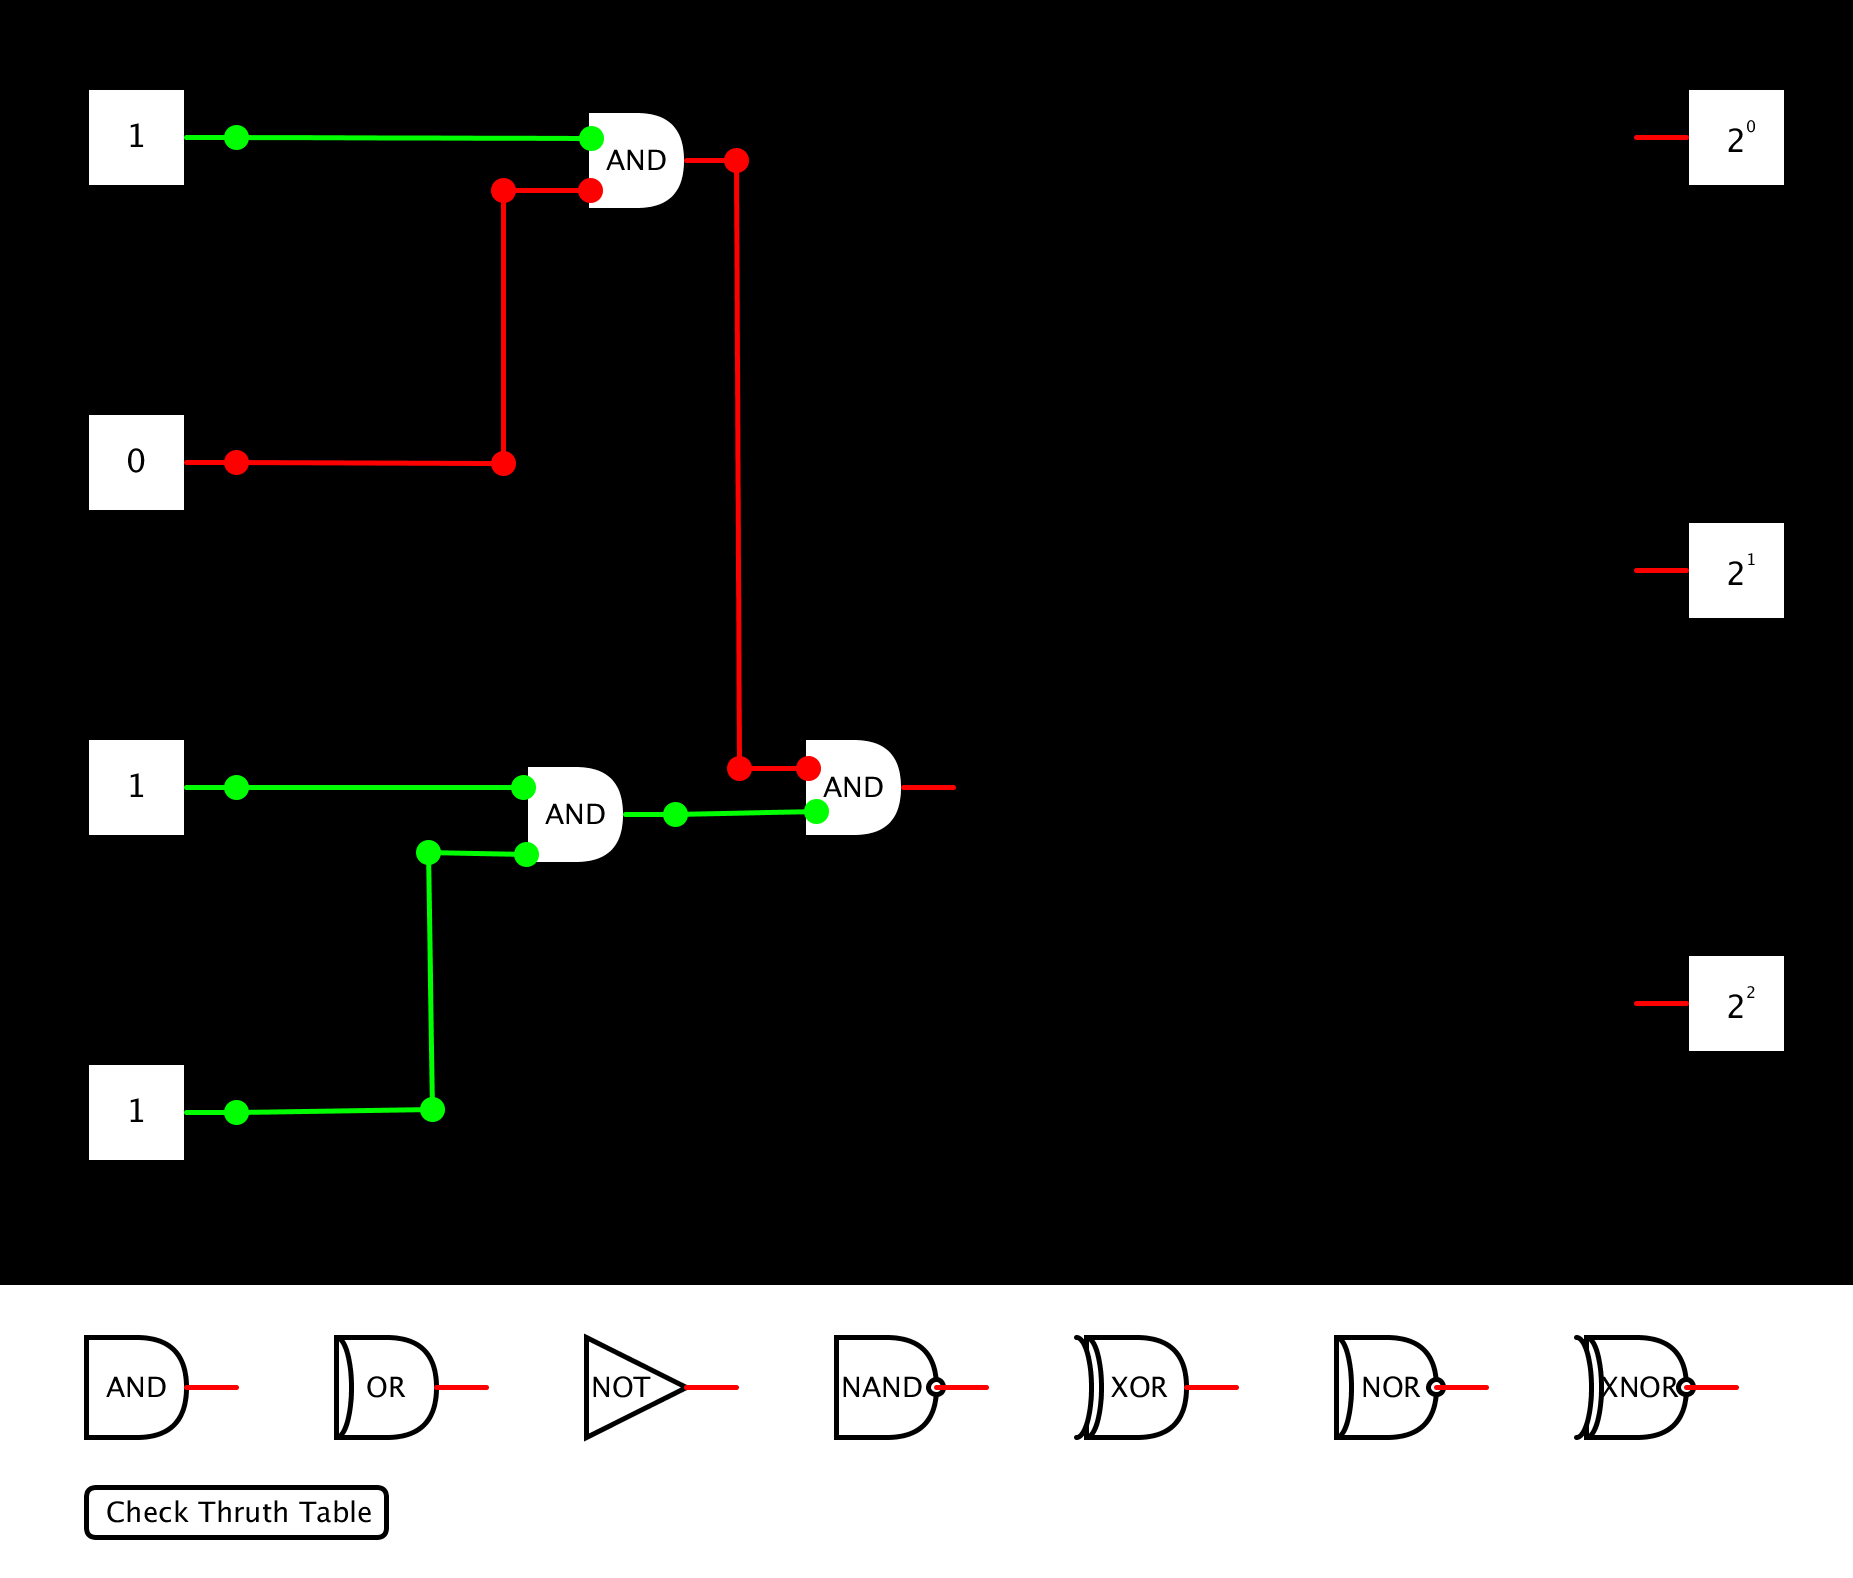 1
AND
2⁰
0
2¹
1
AND
AND
2²
1
AND OR NOT NAND XOR NOR XNOR
Check Thruth Table